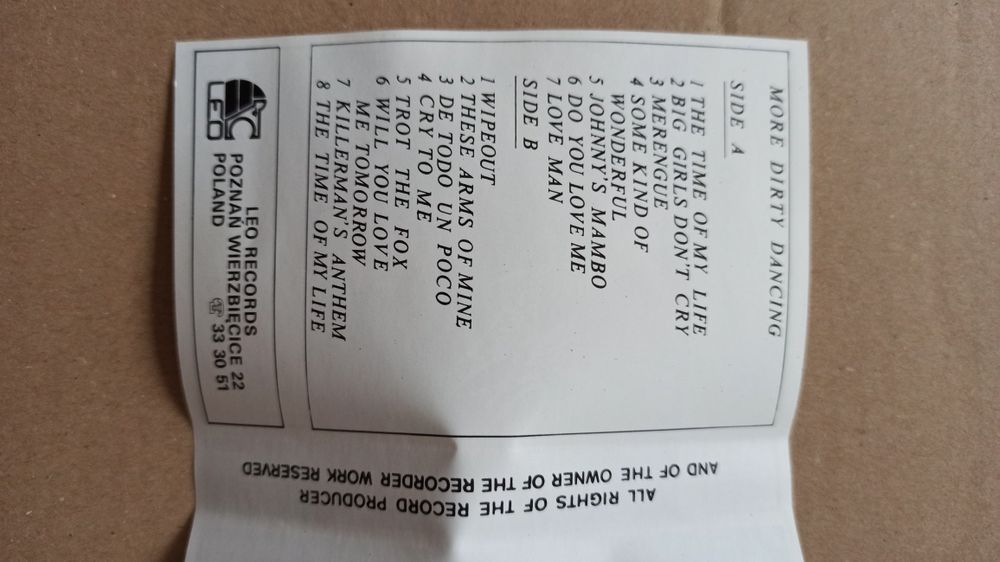 MORE DIRTY DANCING
SIDE A
1 THE TIME OF MY LIFE
2 BIG GIRLS DON'T CRY
3 MERENGUE
4 SOME KIND OF
WONDERFUL
5 JOHNNY'S MAMBO
6 DO YOU LOVE ME
7 LOVE MAN
SIDE B
1 WIPEOUT
2 THESE ARMS OF MINE
3 DE TODO UN POCO
4 CRY TO ME
5 TROT THE FOX
6 WILL YOU LOVE
ME TOMORROW
7 KILLERMAN'S ANTHEM
8 THE TIME OF MY LIFE
LEO
LEO RECORDS
POZNAŃ WIERZBIĘCICE 22
POLAND ☏ 33 30 51
ALL RIGHTS OF THE RECORD PRODUCER
AND OF THE OWNER OF THE RECORDER WORK RESERVED